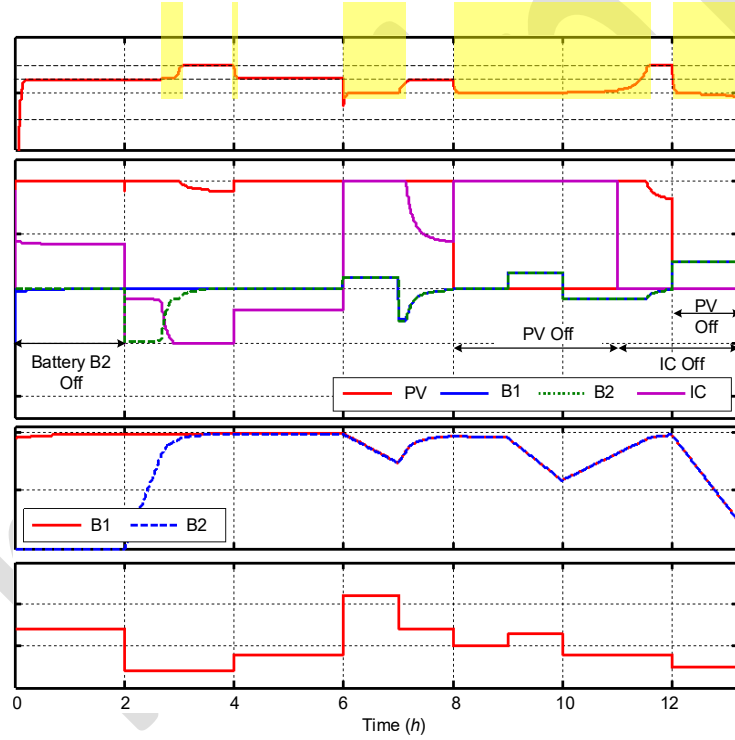 Battery B2
Off
PV Off
PV
Off
IC Off
PV B1 B2 IC
B1 B2
0 2 4 6 8 10 12
Time (h)